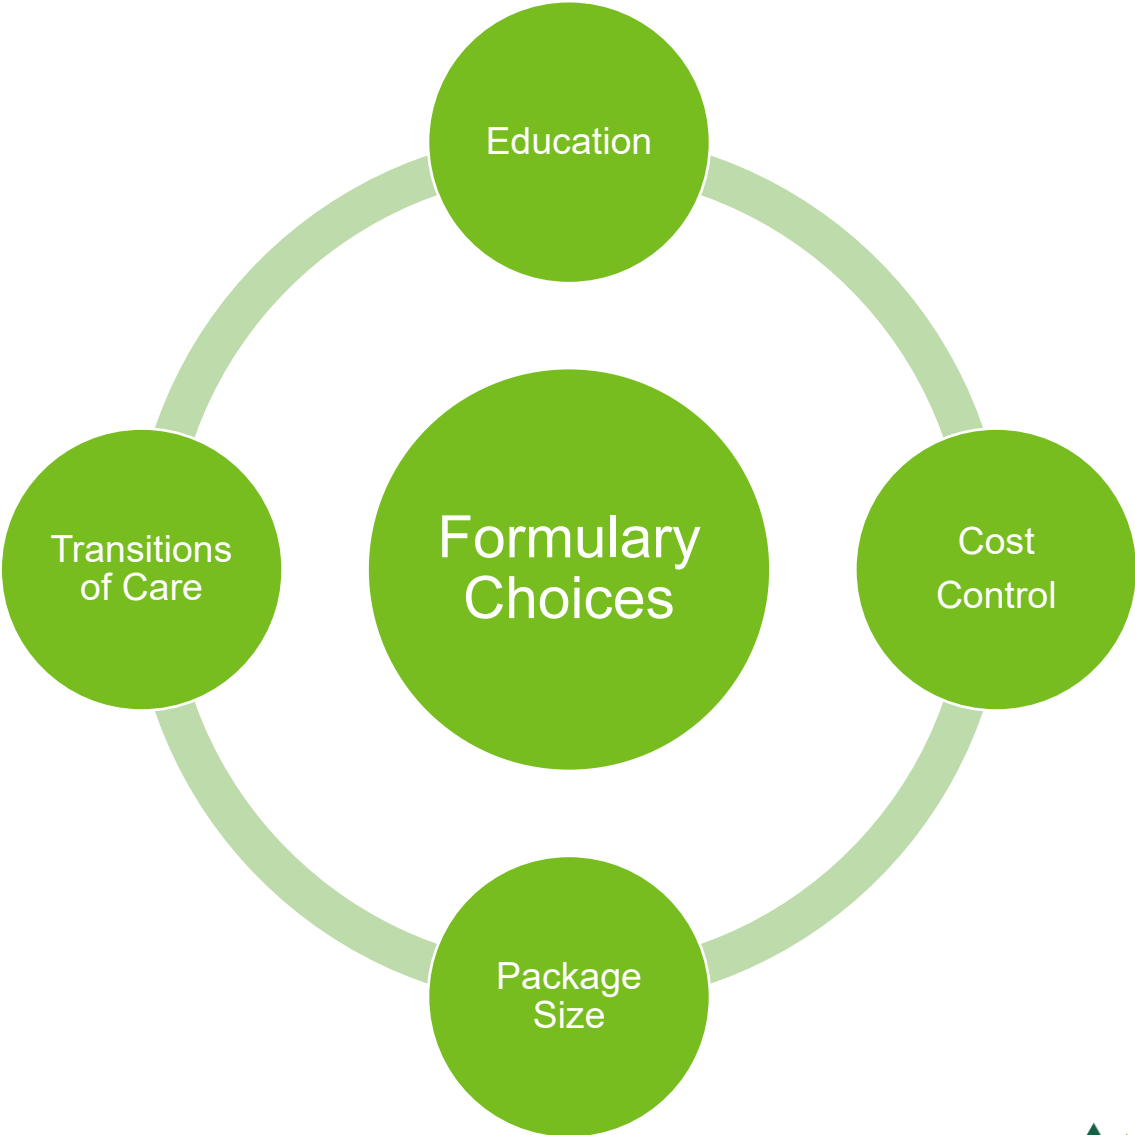 Education
Transitions
of Care
Formulary
Choices
Cost
Control
Package
Size